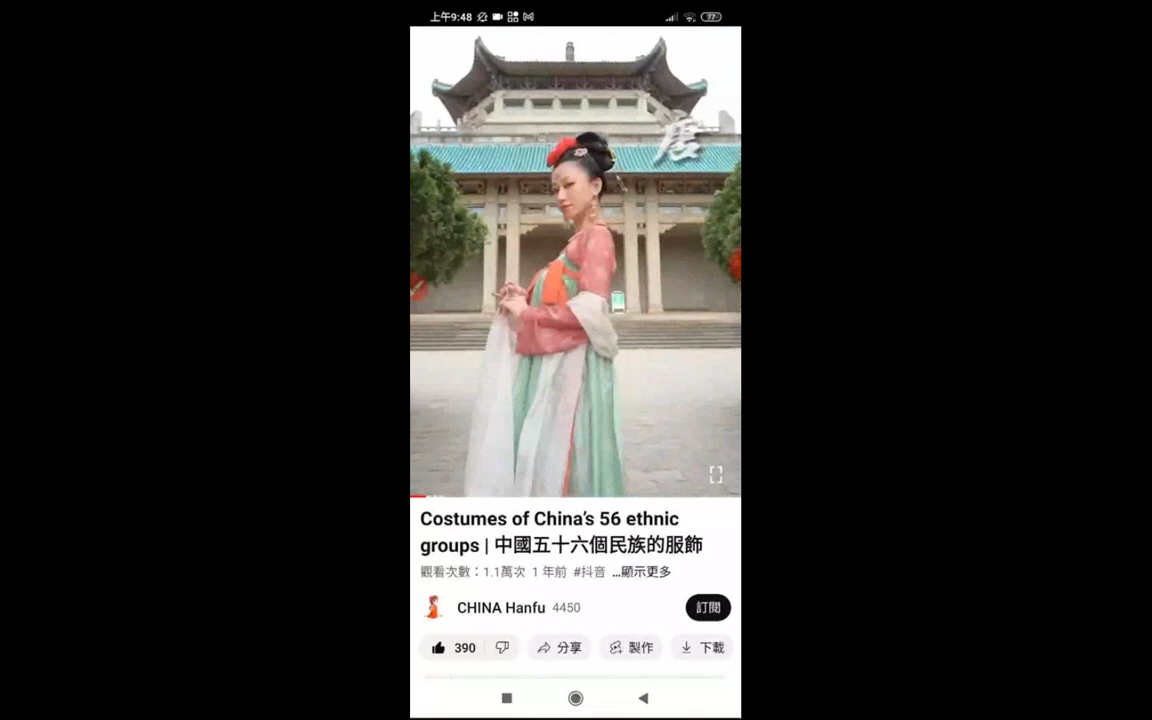 上午9:48
77
唐
Costumes of China's 56 ethnic
groups | 中國五十六個民族的服飾
觀看次數：1.1萬次 1 年前 #抖音 ...顯示更多
CHINA Hanfu 4450
訂閱
390 分享 製作 下載